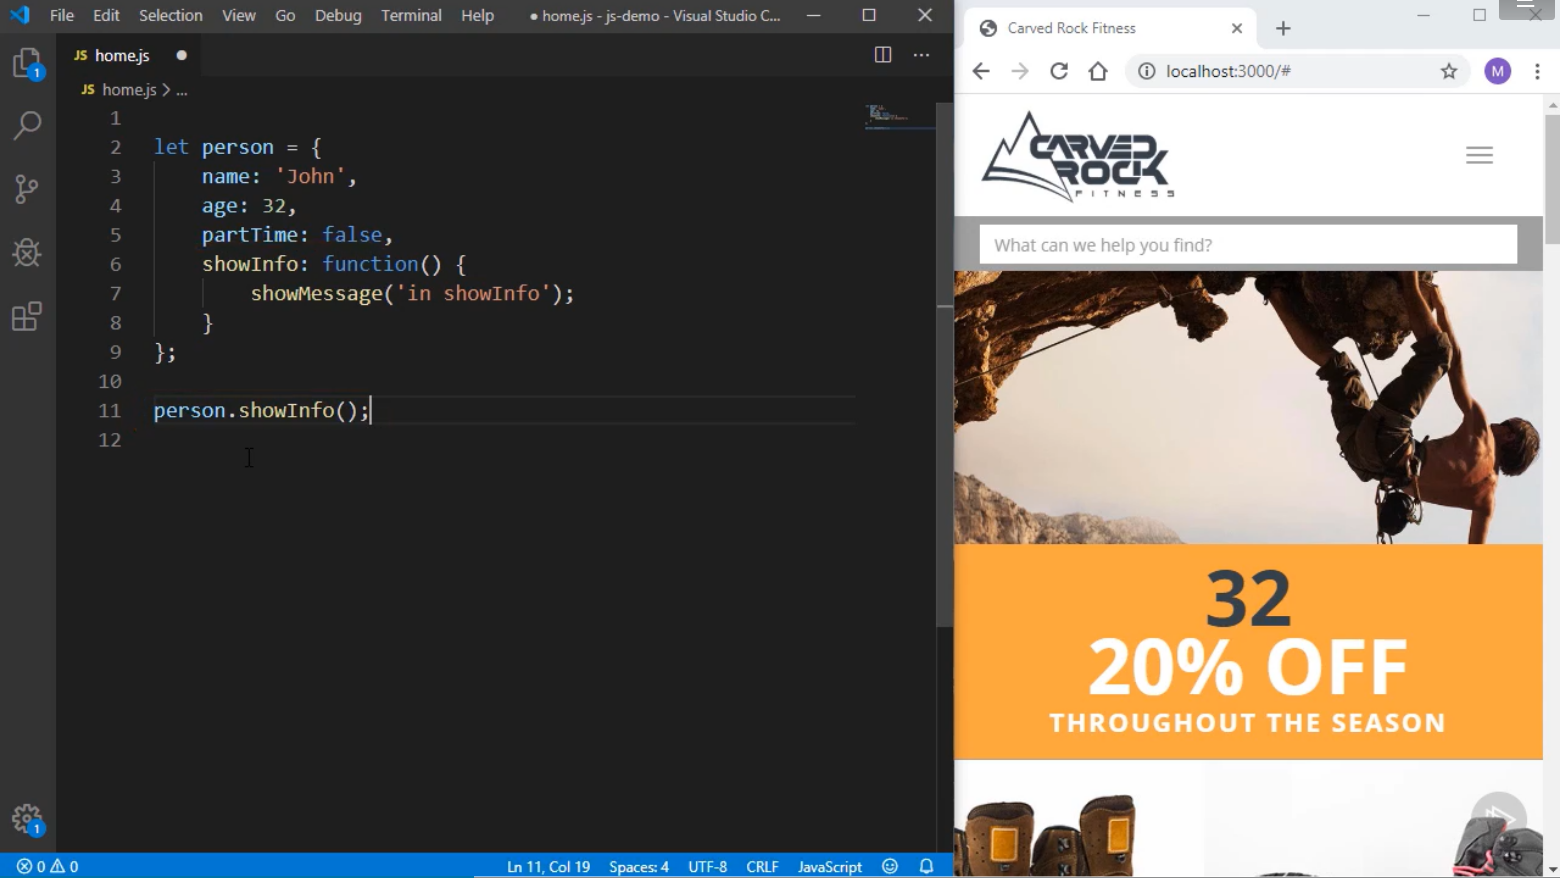 File Edit Selection View Go Debug Terminal Help ● home.js - js-demo - Visual Studio C...
JS home.js ●
JS home.js > ...
1
2 let person = {
3     name: 'John',
4     age: 32,
5     partTime: false,
6     showInfo: function() {
7         showMessage('in showInfo');
8     }
9 };
10
11 person.showInfo();
12
1
1
0 0 Ln 11, Col 19 Spaces: 4 UTF-8 CRLF JavaScript
Carved Rock Fitness
localhost:3000/# M
CARVED
ROCK
FITNESS
What can we help you find?
32
20% OFF
THROUGHOUT THE SEASON